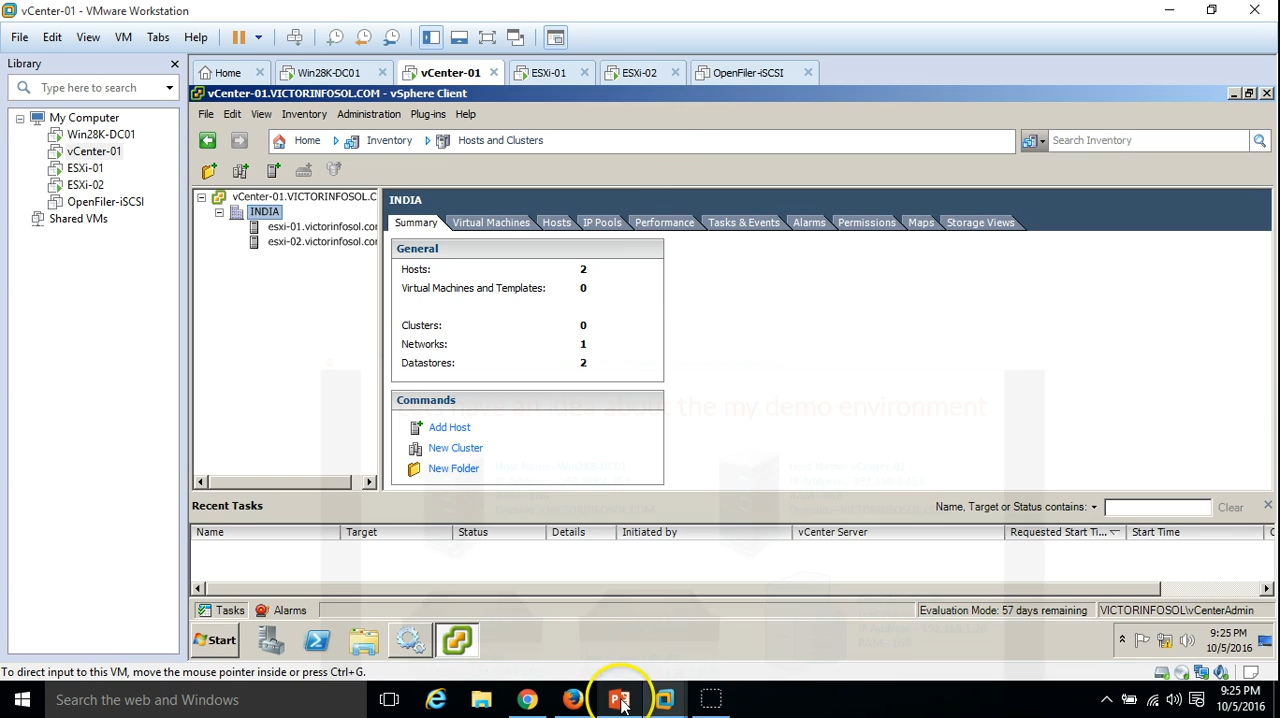 vCenter-01 - VMware Workstation
File Edit View VM Tabs Help
Library
Type here to search
Home Win28K-DC01 vCenter-01 ESXi-01 ESXi-02 OpenFiler-iSCSI
My Computer
Win28K-DC01
vCenter-01
ESXi-01
ESXi-02
OpenFiler-iSCSI
Shared VMs
vCenter-01.VICTORINFOSOL.COM - vSphere Client
File Edit View Inventory Administration Plug-ins Help
Home Inventory Hosts and Clusters Search Inventory
vCenter-01.VICTORINFOSOL.C
INDIA
esxi-01.victorinfosol.cor
esxi-02.victorinfosol.cor
INDIA
Summary Virtual Machines Hosts IP Pools Performance Tasks & Events Alarms Permissions Maps Storage Views
General
Hosts: 2
Virtual Machines and Templates: 0
Clusters: 0
Networks: 1
Datastores: 2
Commands
Add Host
New Cluster
New Folder
have an idea about the my demo environment
Recent Tasks Name, Target or Status contains: Clear
Name Target Status Details Initiated by vCenter Server Requested Start Ti... Start Time C
Tasks Alarms Evaluation Mode: 57 days remaining VICTORINFOSOL\vCenterAdmin
Start 9:25 PM
10/5/2016
To direct input to this VM, move the mouse pointer inside or press Ctrl+G.
Search the web and Windows 9:25 PM
10/5/2016